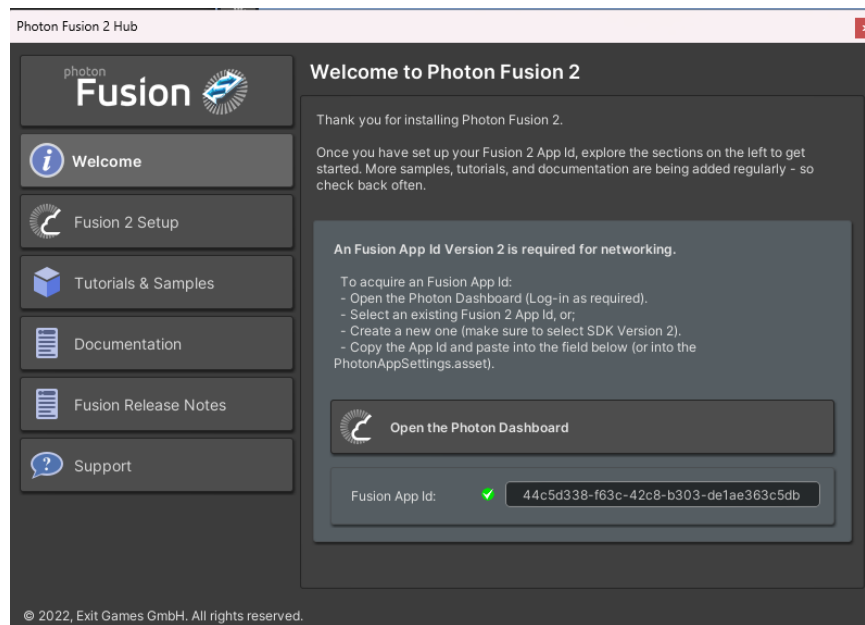 Photon Fusion 2 Hub
photon
Fusion
Welcome
Fusion 2 Setup
Tutorials & Samples
Documentation
Fusion Release Notes
Support
© 2022, Exit Games GmbH. All rights reserved.
Welcome to Photon Fusion 2
Thank you for installing Photon Fusion 2.
Once you have set up your Fusion 2 App Id, explore the sections on the left to get
started. More samples, tutorials, and documentation are being added regularly - so
check back often.
An Fusion App Id Version 2 is required for networking.
To acquire an Fusion App Id:
- Open the Photon Dashboard (Log-in as required).
- Select an existing Fusion 2 App Id, or;
- Create a new one (make sure to select SDK Version 2).
- Copy the App Id and paste into the field below (or into the
PhotonAppSettings.asset).
Open the Photon Dashboard
Fusion App Id:
44c5d338-f63c-42c8-b303-de1ae363c5db